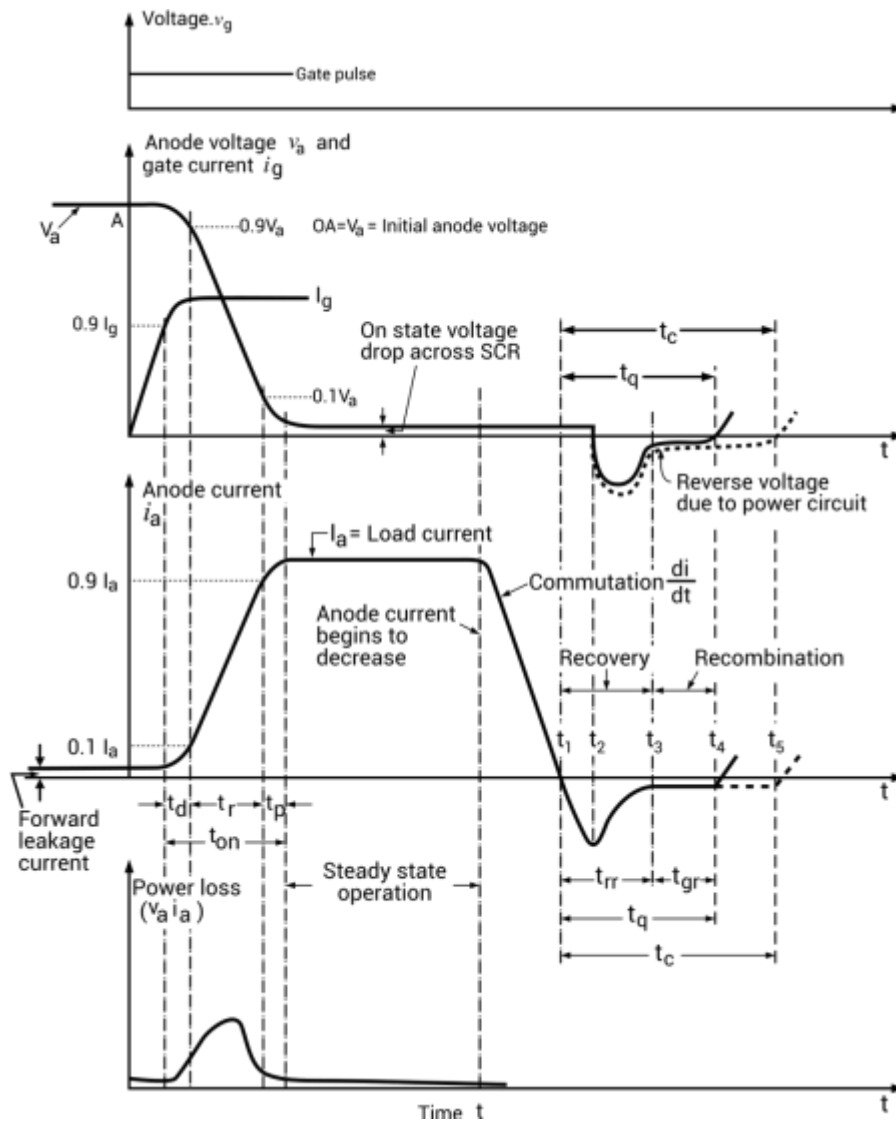 Voltage.vg
Gate pulse
t
Anode voltage va and
gate current ig
Va
A
0.9Va
OA=Va = Initial anode voltage
Ig
0.9 Ig
On state voltage
drop across SCR
0.1Va
tc
tq
t
Reverse voltage
due to power circuit
Anode current
ia
Ia = Load current
0.9 Ia
Commutation di/dt
Anode current
begins to
decrease
Recovery
Recombination
0.1 Ia
t1
t2
t3
t4
t5
t
Forward
leakage
current
td
tr
tp
ton
Steady state
operation
trr
tgr
tq
tc
Power loss
(va ia)
Time t
t